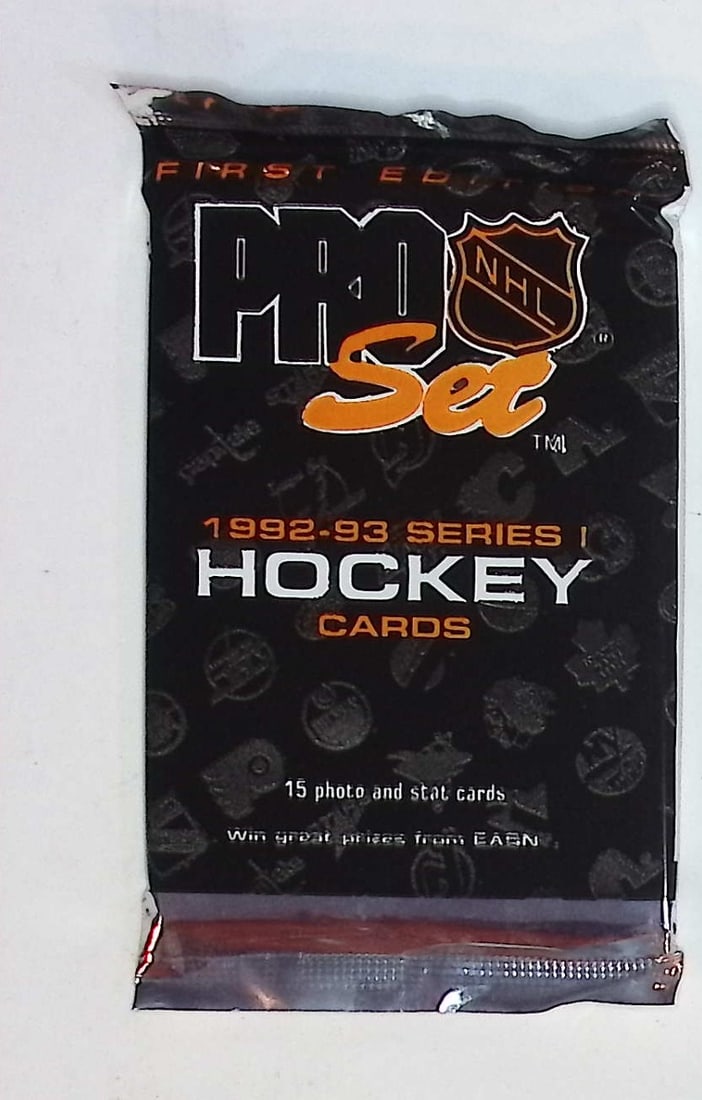 FIRST EDITION
PRO
NHL
®
Set
TM
1992-93 SERIES I
HOCKEY
CARDS
15 photo and stat cards
Win great prizes from EASN